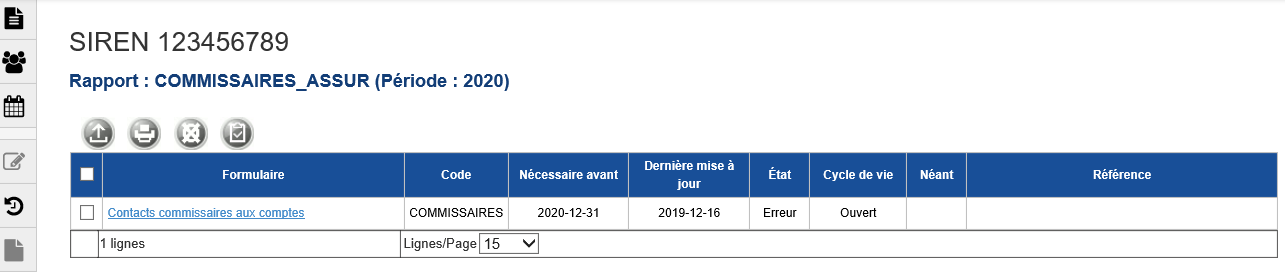 SIREN 123456789
Rapport : COMMISSAIRES_ASSUR (Période : 2020)
Formulaire Code Nécessaire avant Dernière mise à jour État Cycle de vie Néant Référence
Contacts commissaires aux comptes COMMISSAIRES 2020-12-31 2019-12-16 Erreur Ouvert
1 lignes Lignes/Page 15